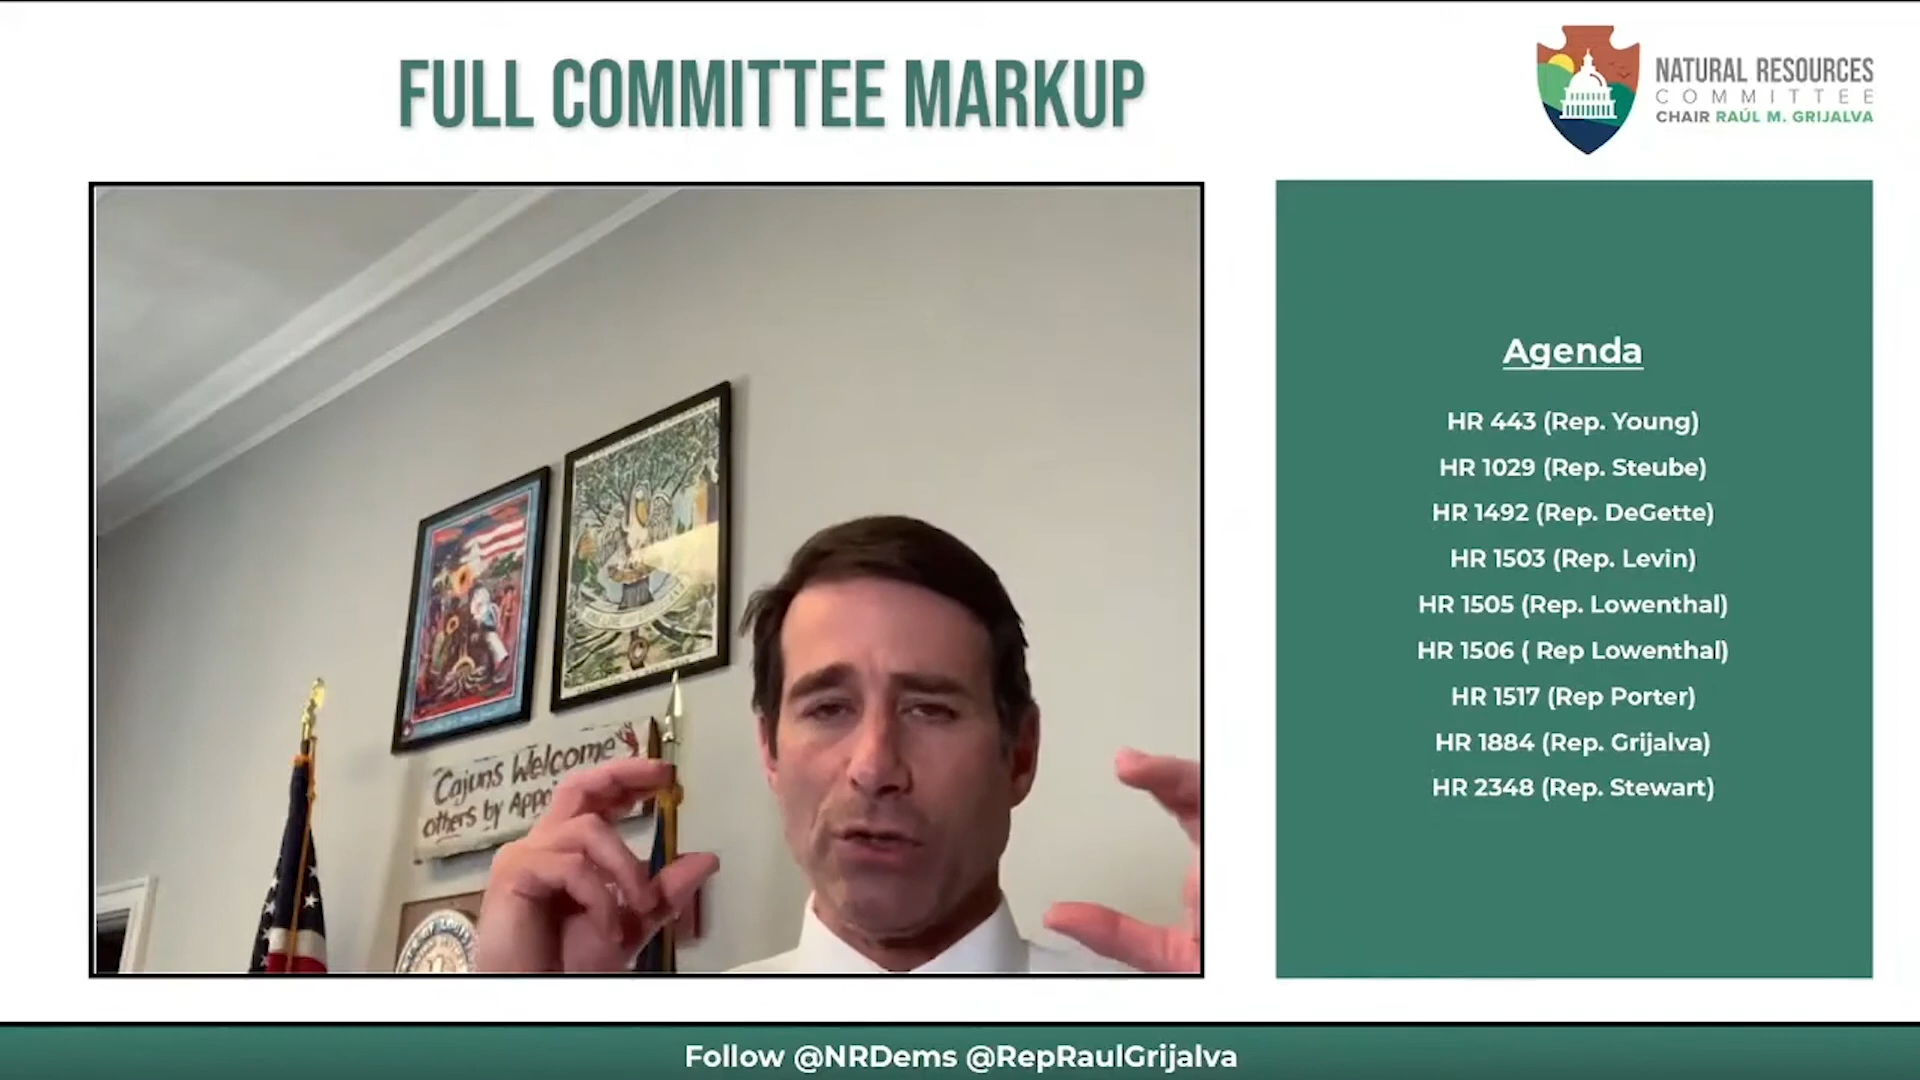 FULL COMMITTEE MARKUP
NATURAL RESOURCES
COMMITTEE
CHAIR RAÚL M. GRIJALVA
Agenda
HR 443 (Rep. Young)
HR 1029 (Rep. Steube)
HR 1492 (Rep. DeGette)
HR 1503 (Rep. Levin)
HR 1505 (Rep. Lowenthal)
HR 1506 ( Rep Lowenthal)
HR 1517 (Rep Porter)
HR 1884 (Rep. Grijalva)
HR 2348 (Rep. Stewart)
Cajuns Welcome
others by
Follow @NRDems @RepRaulGrijalva